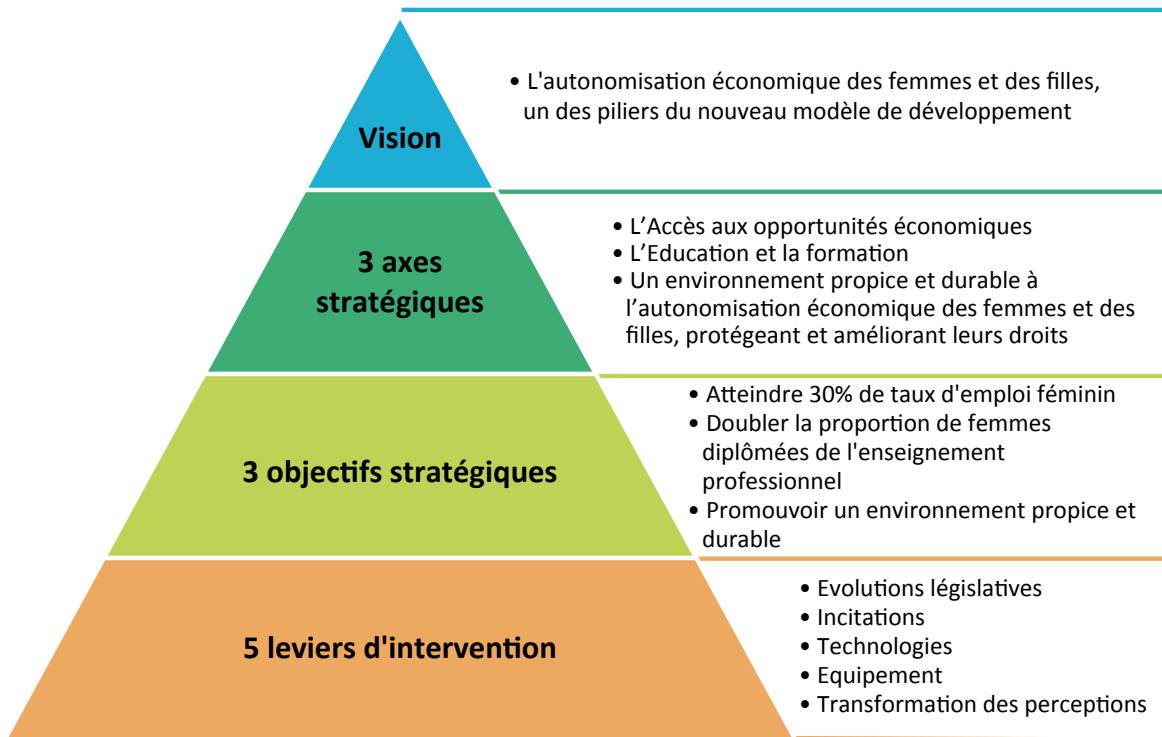 Vision
• L'autonomisation économique des femmes et des filles,
un des piliers du nouveau modèle de développement
3 axes
stratégiques
• L’Accès aux opportunités économiques
• L’Education et la formation
• Un environnement propice et durable à
l’autonomisation économique des femmes et des
filles, protégeant et améliorant leurs droits
3 objectifs stratégiques
• Atteindre 30% de taux d'emploi féminin
• Doubler la proportion de femmes
diplômées de l'enseignement
professionnel
• Promouvoir un environnement propice et
durable
5 leviers d'intervention
• Evolutions législatives
• Incitations
• Technologies
• Equipement
• Transformation des perceptions